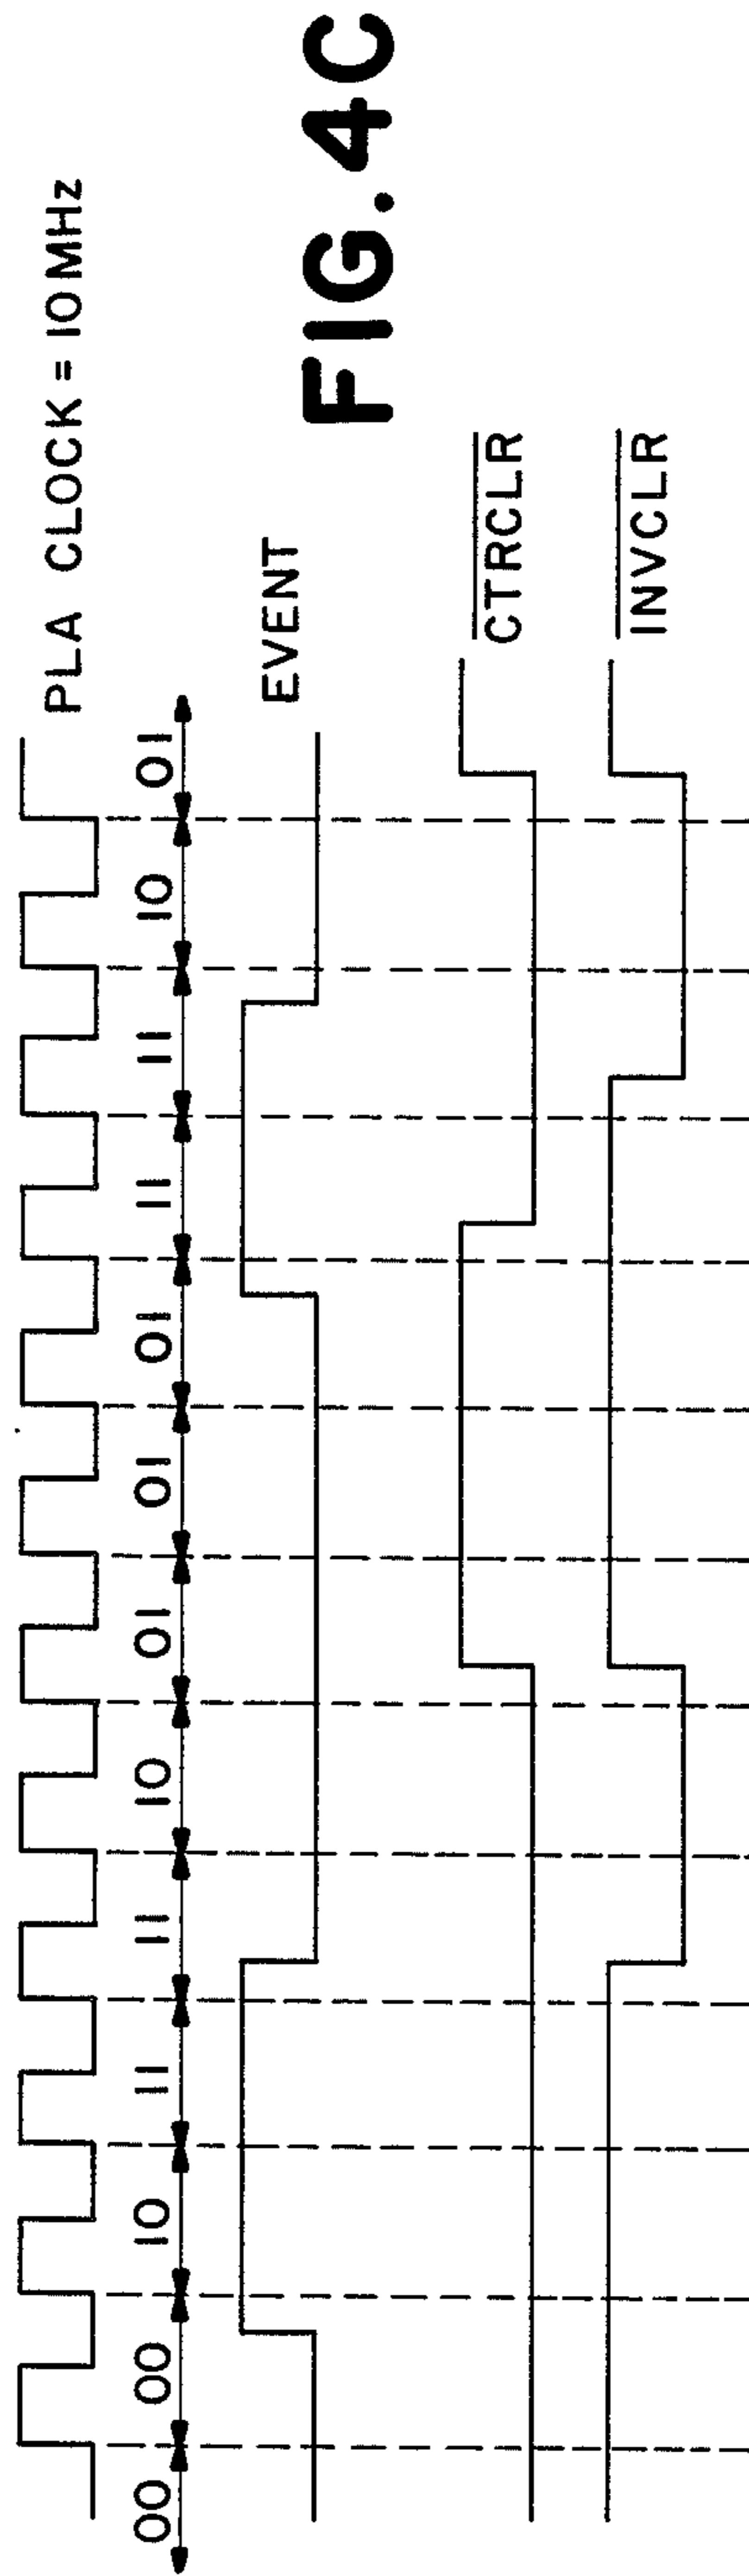 PLA CLOCK = 10MHz
00 00 10 11 11 10 01 01 01 11 11 10 01
EVENT
CTRCLR
INVCLR
FIG. 4C